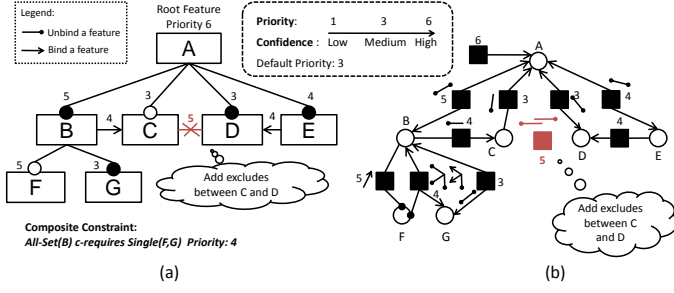 Legend:
Unbind a feature
Bind a feature
Root Feature
Priority 6
A
Priority: 1 3 6
Confidence : Low Medium High
Default Priority: 3
5 3 3 4
B 4 C 5 D 4 E
5 3
F G
Add excludes
between C and D
Composite Constraint:
All-Set(B) c-requires Single(F,G) Priority: 4
(a)
6 A
5 3 3 4
B 4 C 5 D 4 E
5 4 3
F G
Add excludes
between C
and D
(b)